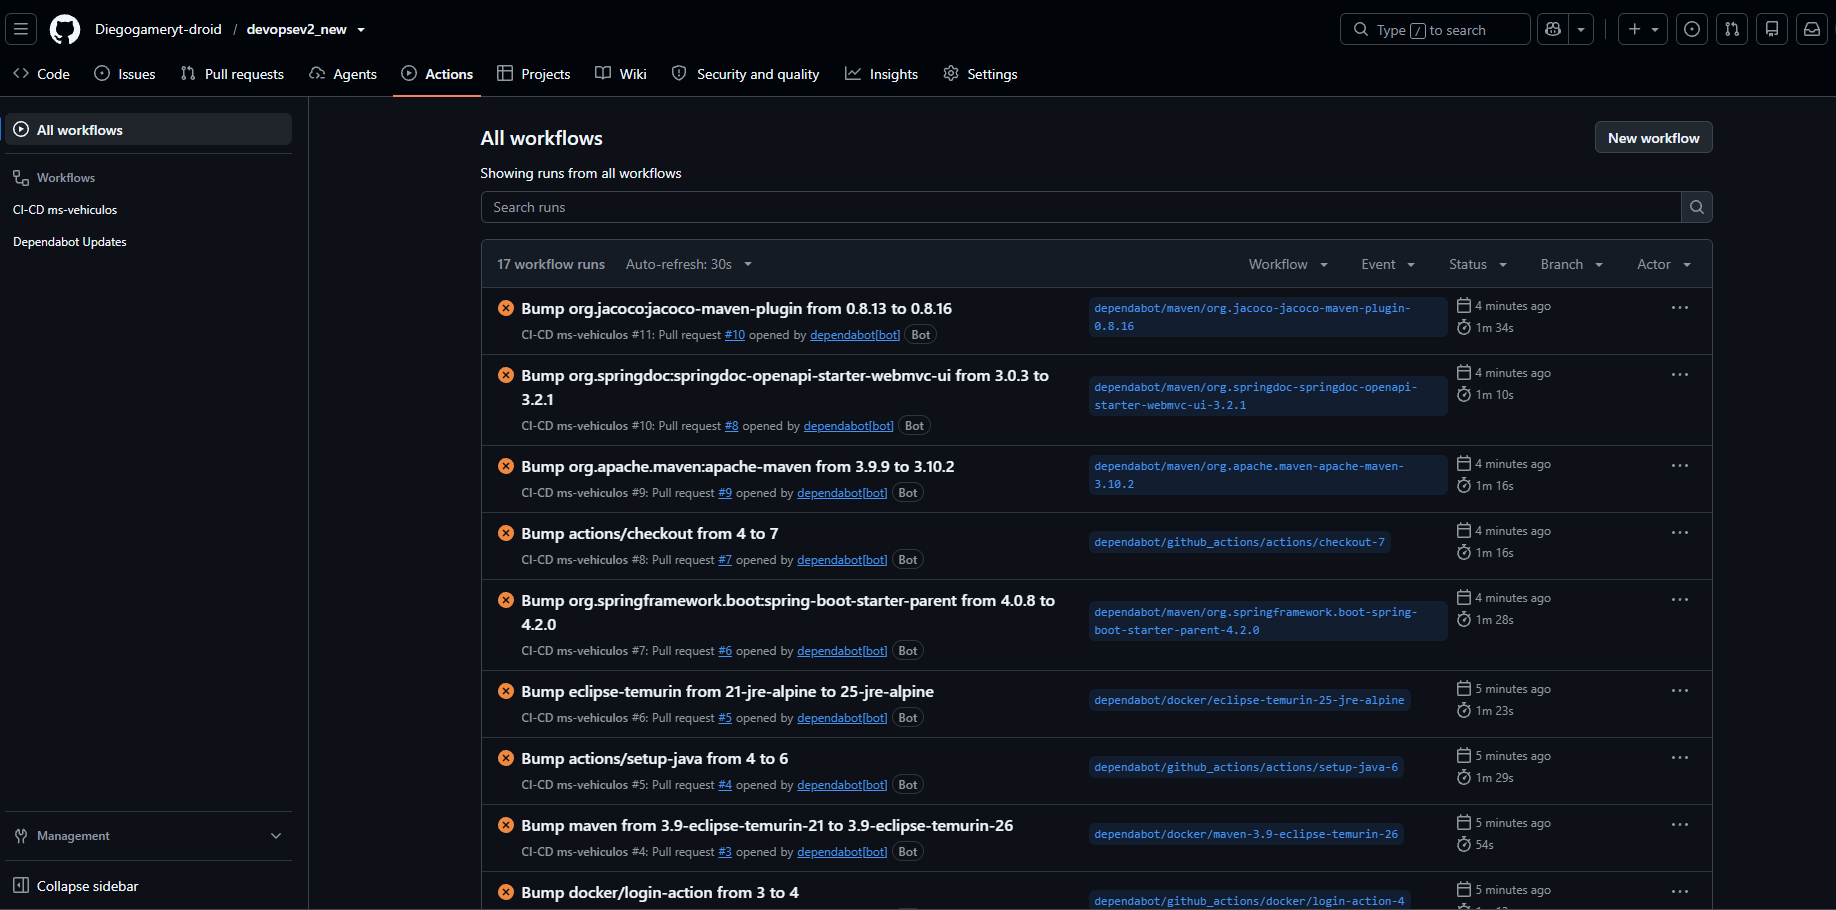 Diegogameryt-droid / devopsev2_new
Type / to search
Code
Issues
Pull requests
Agents
Actions
Projects
Wiki
Security and quality
Insights
Settings
All workflows
Workflows
CI-CD ms-vehiculos
Dependabot Updates
Management
Collapse sidebar
All workflows
New workflow
Showing runs from all workflows
Search runs
17 workflow runs
Auto-refresh: 30s
Workflow
Event
Status
Branch
Actor
Bump org.jacoco:jacoco-maven-plugin from 0.8.13 to 0.8.16
CI-CD ms-vehiculos #11: Pull request #10 opened by dependabot[bot] Bot
dependabot/maven/org.jacoco-jacoco-maven-plugin-
0.8.16
4 minutes ago
1m 34s
Bump org.springdoc:springdoc-openapi-starter-webmvc-ui from 3.0.3 to
3.2.1
CI-CD ms-vehiculos #10: Pull request #8 opened by dependabot[bot] Bot
dependabot/maven/org.springdoc-springdoc-openapi-
starter-webmvc-ui-3.2.1
4 minutes ago
1m 10s
Bump org.apache.maven:apache-maven from 3.9.9 to 3.10.2
CI-CD ms-vehiculos #9: Pull request #9 opened by dependabot[bot] Bot
dependabot/maven/org.apache.maven-apache-maven-
3.10.2
4 minutes ago
1m 16s
Bump actions/checkout from 4 to 7
CI-CD ms-vehiculos #8: Pull request #7 opened by dependabot[bot] Bot
dependabot/github_actions/actions/checkout-7
4 minutes ago
1m 16s
Bump org.springframework.boot:spring-boot-starter-parent from 4.0.8 to
4.2.0
CI-CD ms-vehiculos #7: Pull request #6 opened by dependabot[bot] Bot
dependabot/maven/org.springframework.boot-spring-
boot-starter-parent-4.2.0
4 minutes ago
1m 28s
Bump eclipse-temurin from 21-jre-alpine to 25-jre-alpine
CI-CD ms-vehiculos #6: Pull request #5 opened by dependabot[bot] Bot
dependabot/docker/eclipse-temurin-25-jre-alpine
5 minutes ago
1m 23s
Bump actions/setup-java from 4 to 6
CI-CD ms-vehiculos #5: Pull request #4 opened by dependabot[bot] Bot
dependabot/github_actions/actions/setup-java-6
5 minutes ago
1m 29s
Bump maven from 3.9-eclipse-temurin-21 to 3.9-eclipse-temurin-26
CI-CD ms-vehiculos #4: Pull request #3 opened by dependabot[bot] Bot
dependabot/docker/maven-3.9-eclipse-temurin-26
5 minutes ago
54s
Bump docker/login-action from 3 to 4
dependabot/github_actions/docker/login-action-4
5 minutes ago